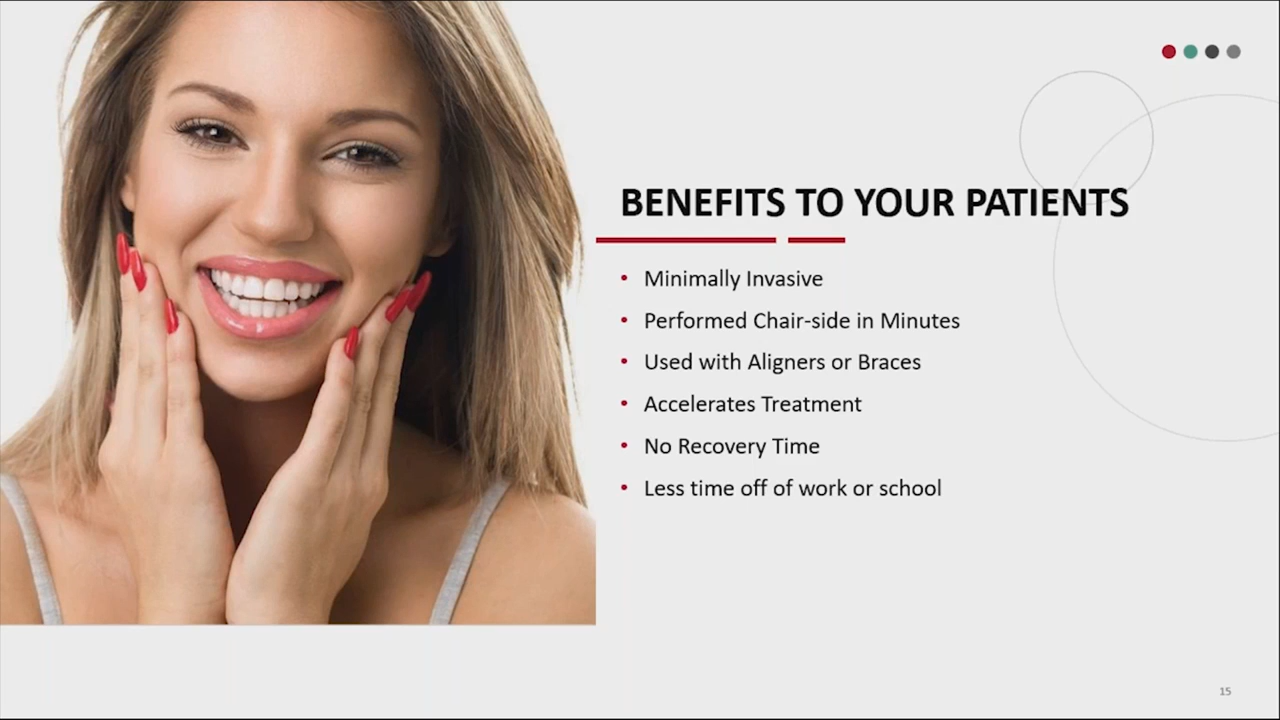 BENEFITS TO YOUR PATIENTS
• Minimally Invasive
• Performed Chair-side in Minutes
• Used with Aligners or Braces
• Accelerates Treatment
• No Recovery Time
• Less time off of work or school
15